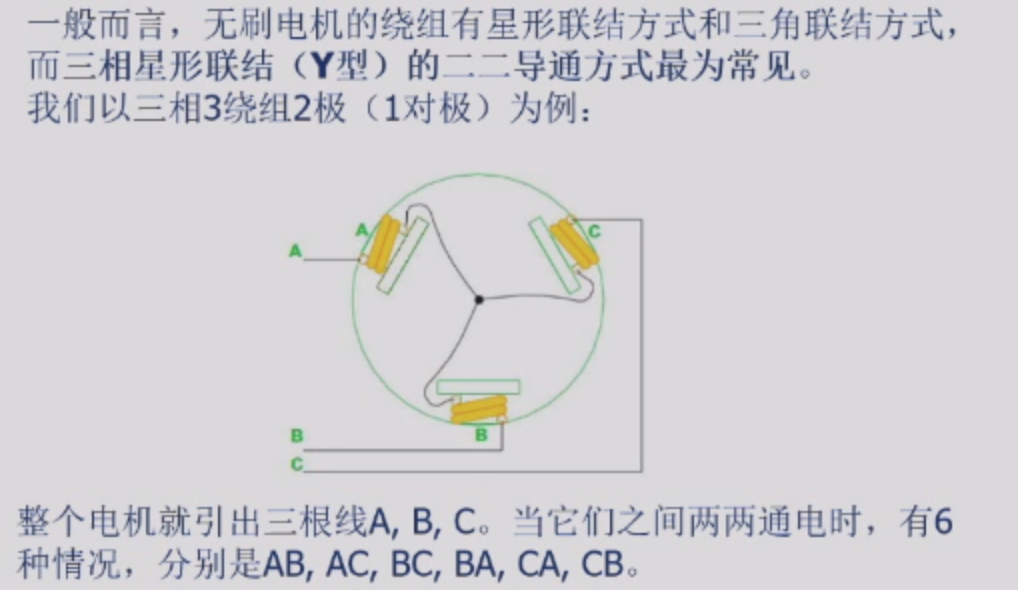 一般而言，无刷电机的绕组有星形联结方式和三角联结方式，
而三相星形联结（Y型）的二二导通方式最为常见。
我们以三相3绕组2极（1对极）为例：
A
C
A
B
B
C
整个电机就引出三根线A, B, C。当它们之间两两通电时，有6
种情况，分别是AB, AC, BC, BA, CA, CB。